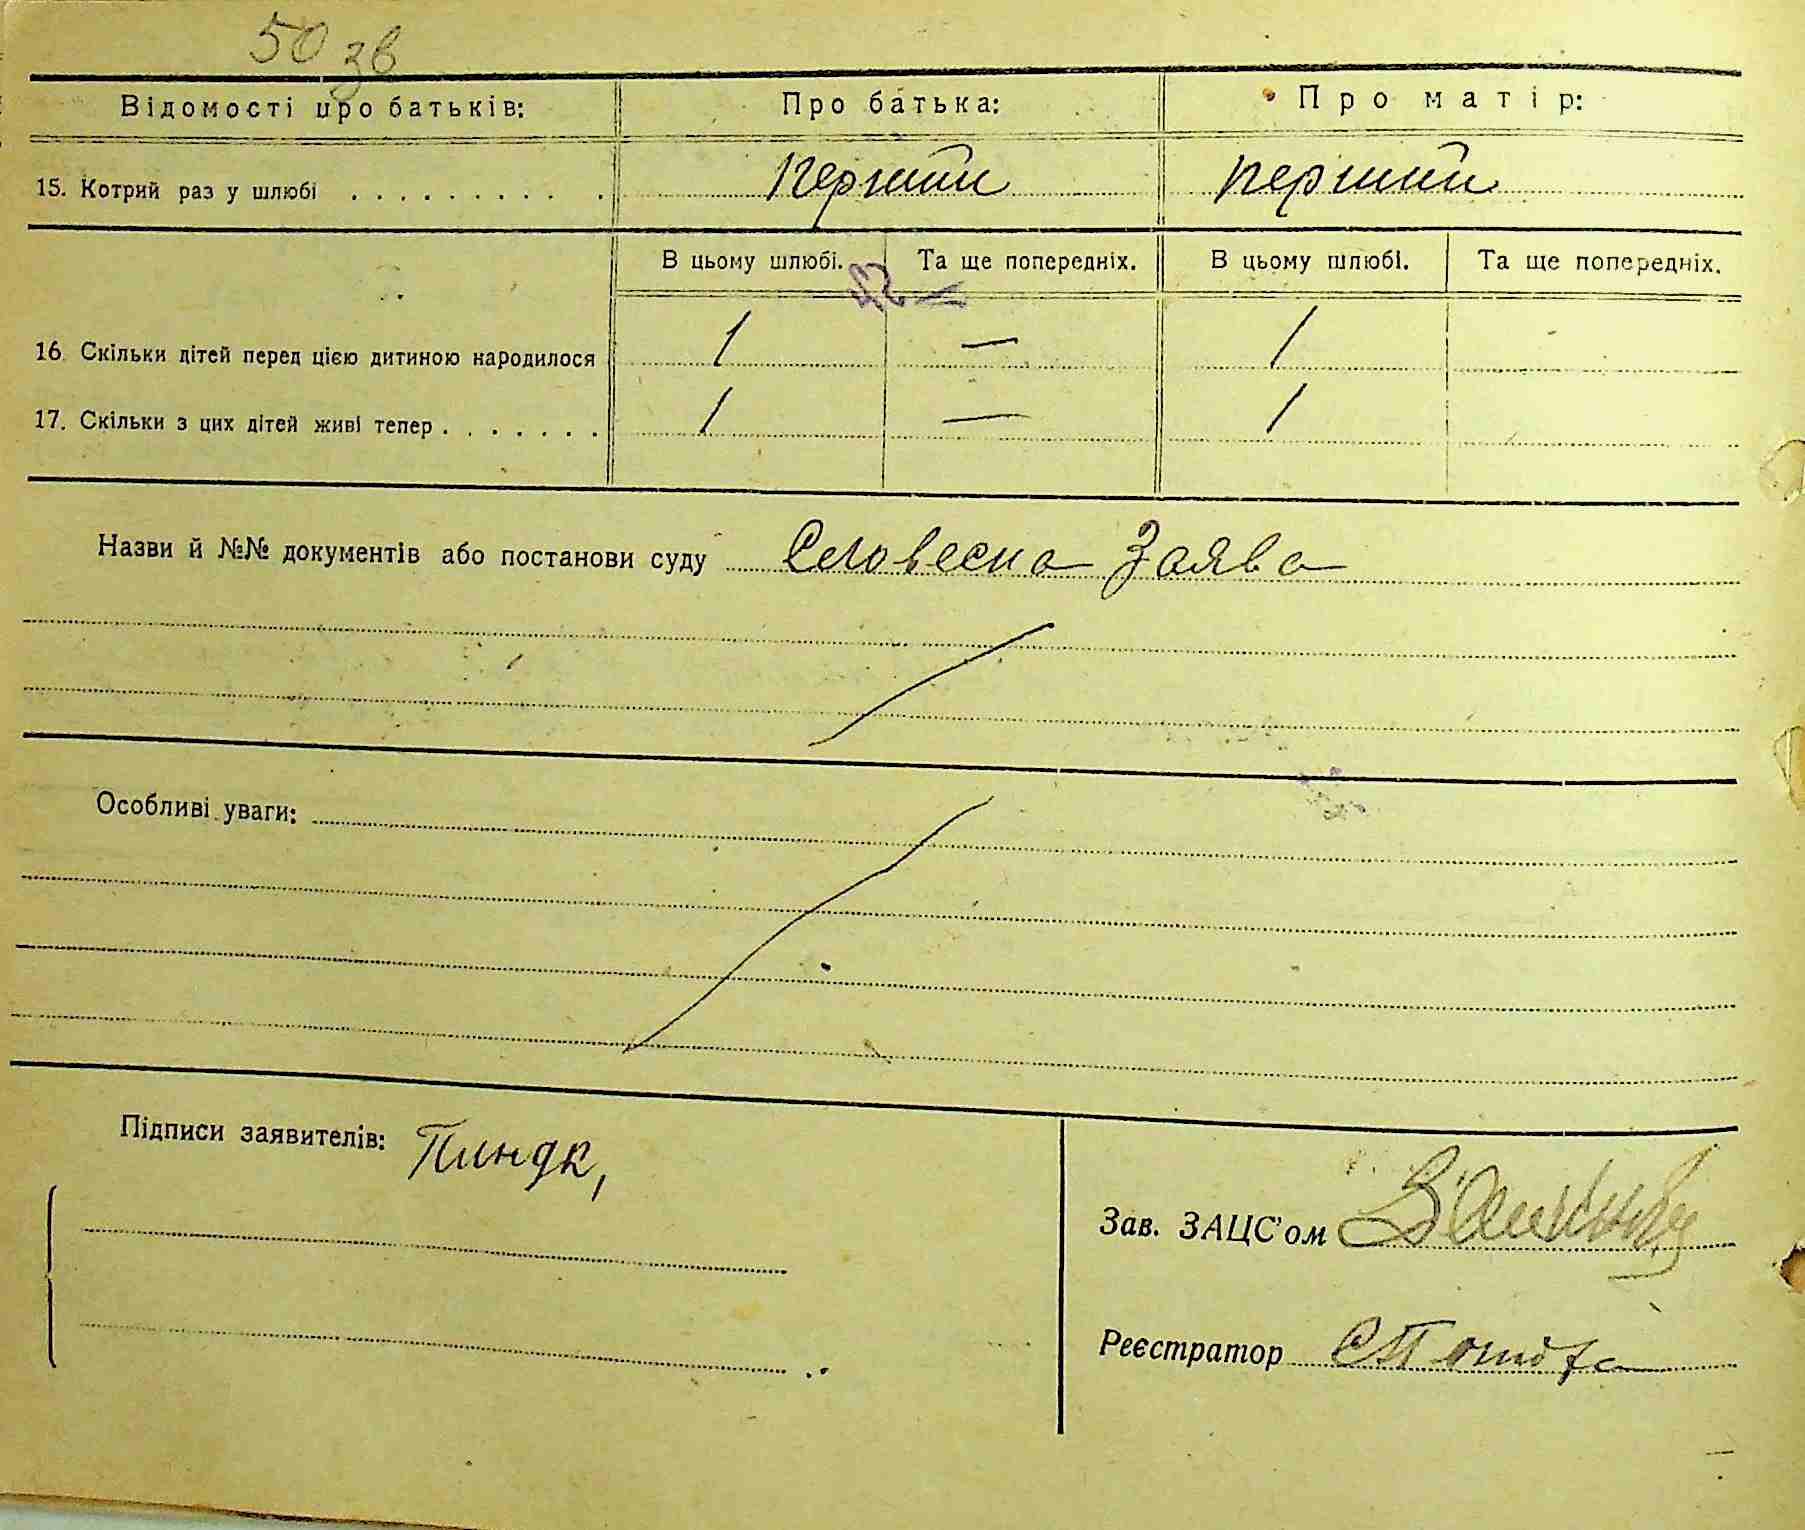 50 зв
Відомості про батьків: Про батька: Про матір:
15. Котрий раз у шлюбі . . . . . . . . . . перший перший
В цьому шлюбі. Та ще попередніх. В цьому шлюбі. Та ще попередніх.
16. Скільки дітей перед цією дитиною народилося 1 — 1
17. Скільки з цих дітей живі тепер . . . . . . . 1 — 1
Назви й №№ документів або постанови суду Словесна Заява
Особливі уваги:
Підписи заявителів:
Зав. ЗАЦС'ом
Реєстратор